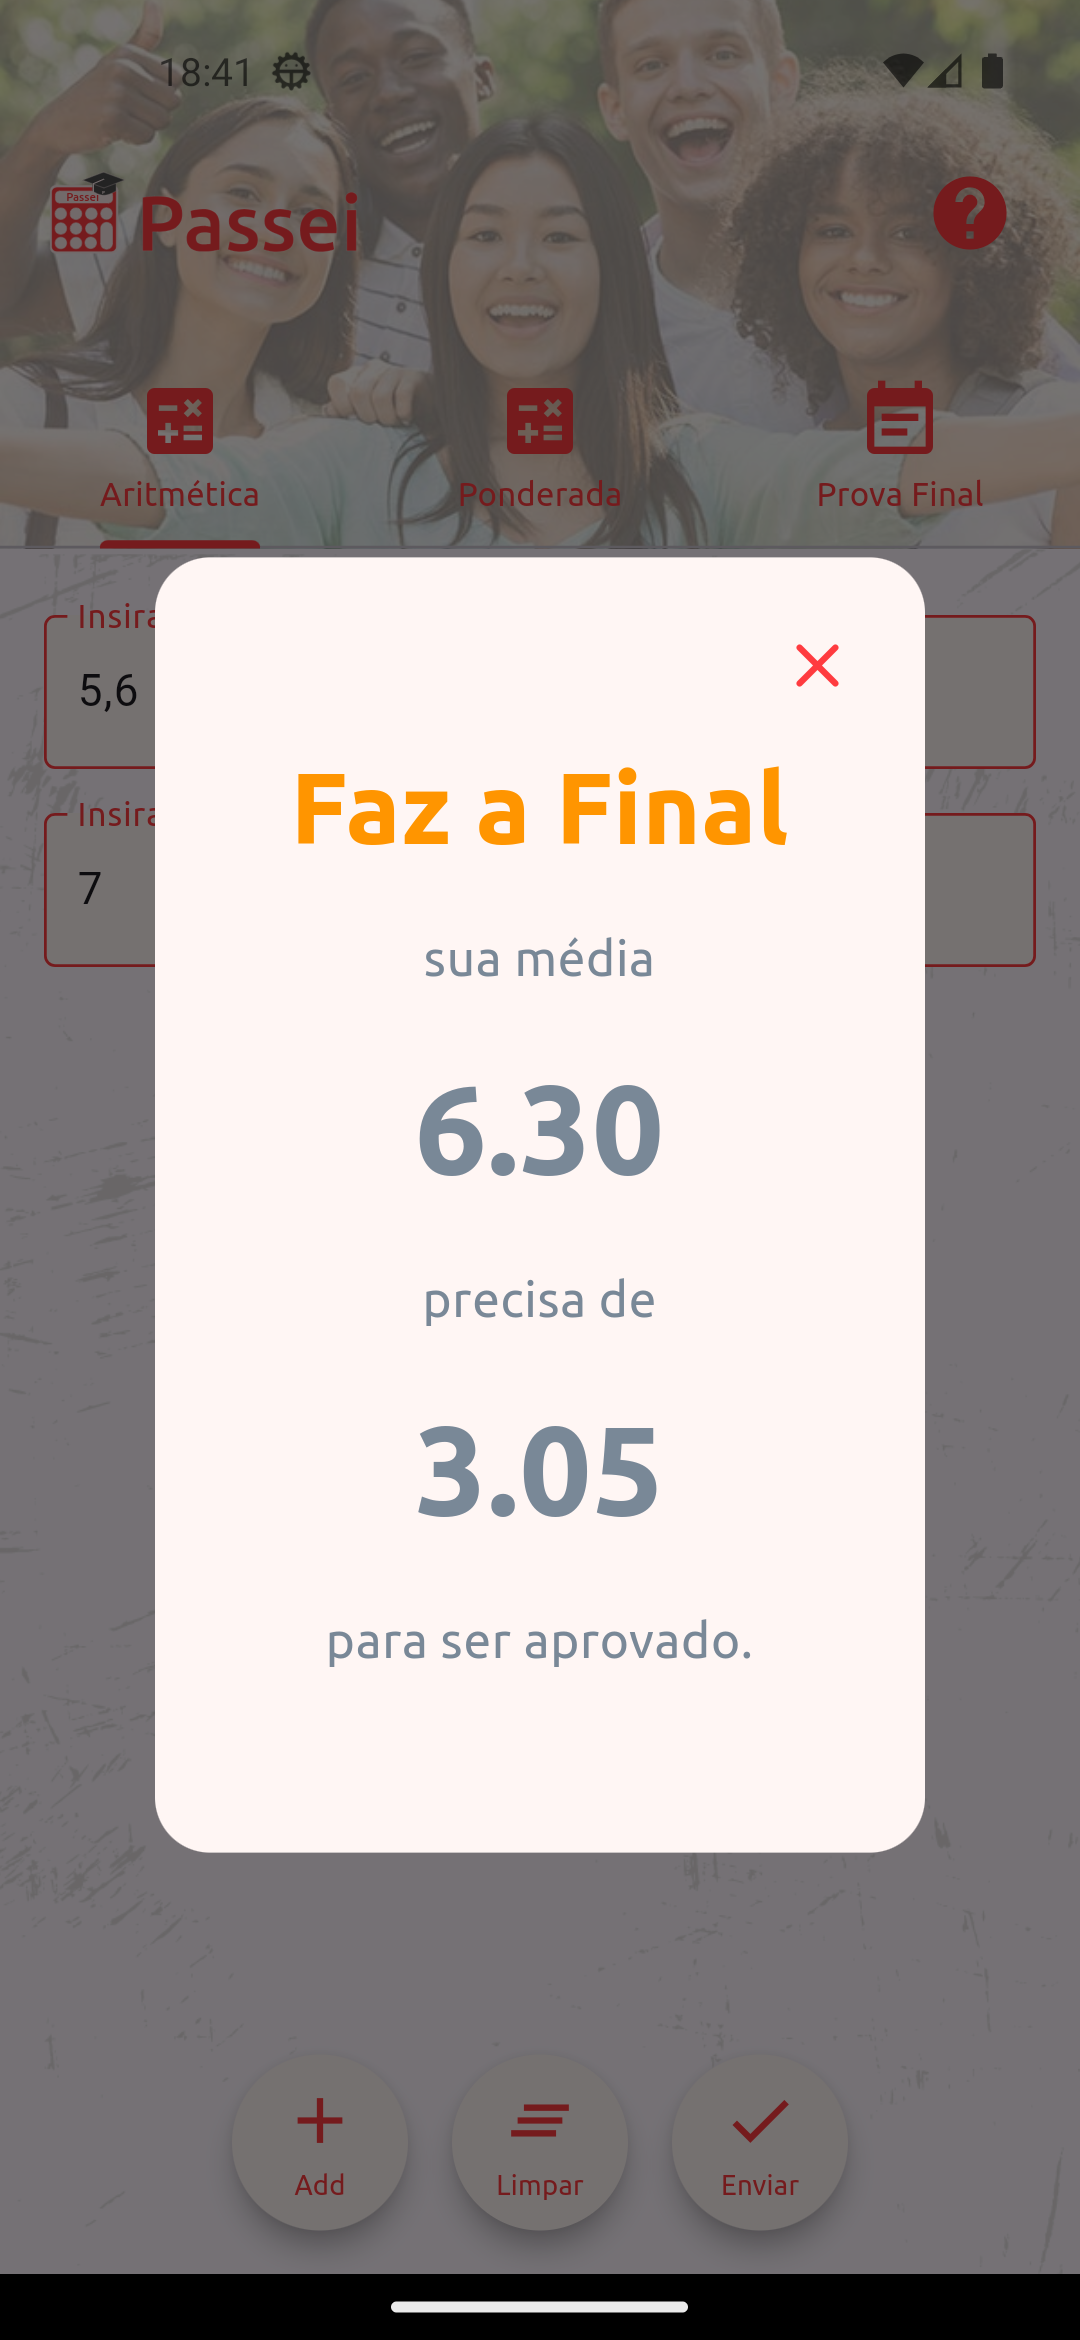 18:41
Passei
Passei
Aritmética
Ponderada
Prova Final
Insira
5,6
Insira
7
Faz a Final
sua média
6.30
precisa de
3.05
para ser aprovado.
Add
Limpar
Enviar